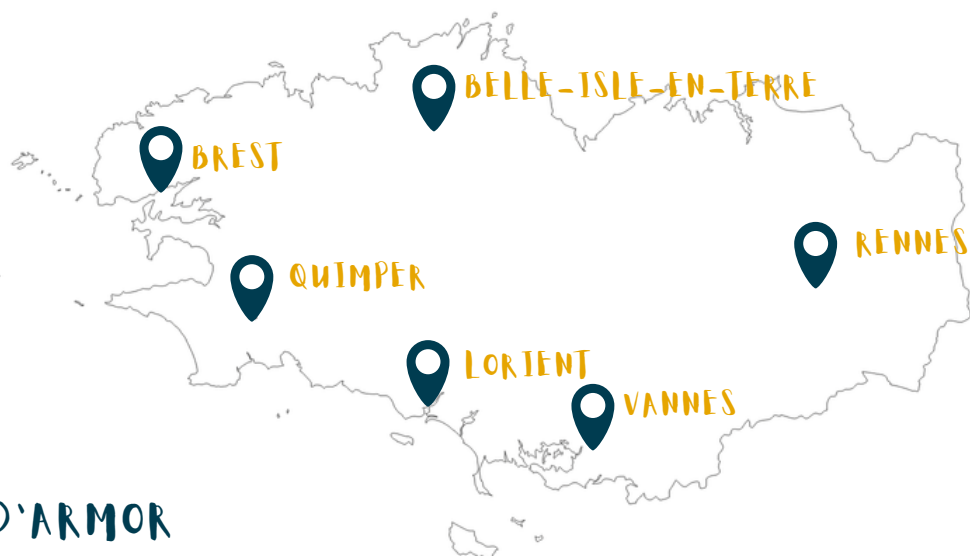 BELLE-ISLE-EN-TERRE
BREST
RENNES
QUIMPER
LORIENT
VANNES
D'ARMOR